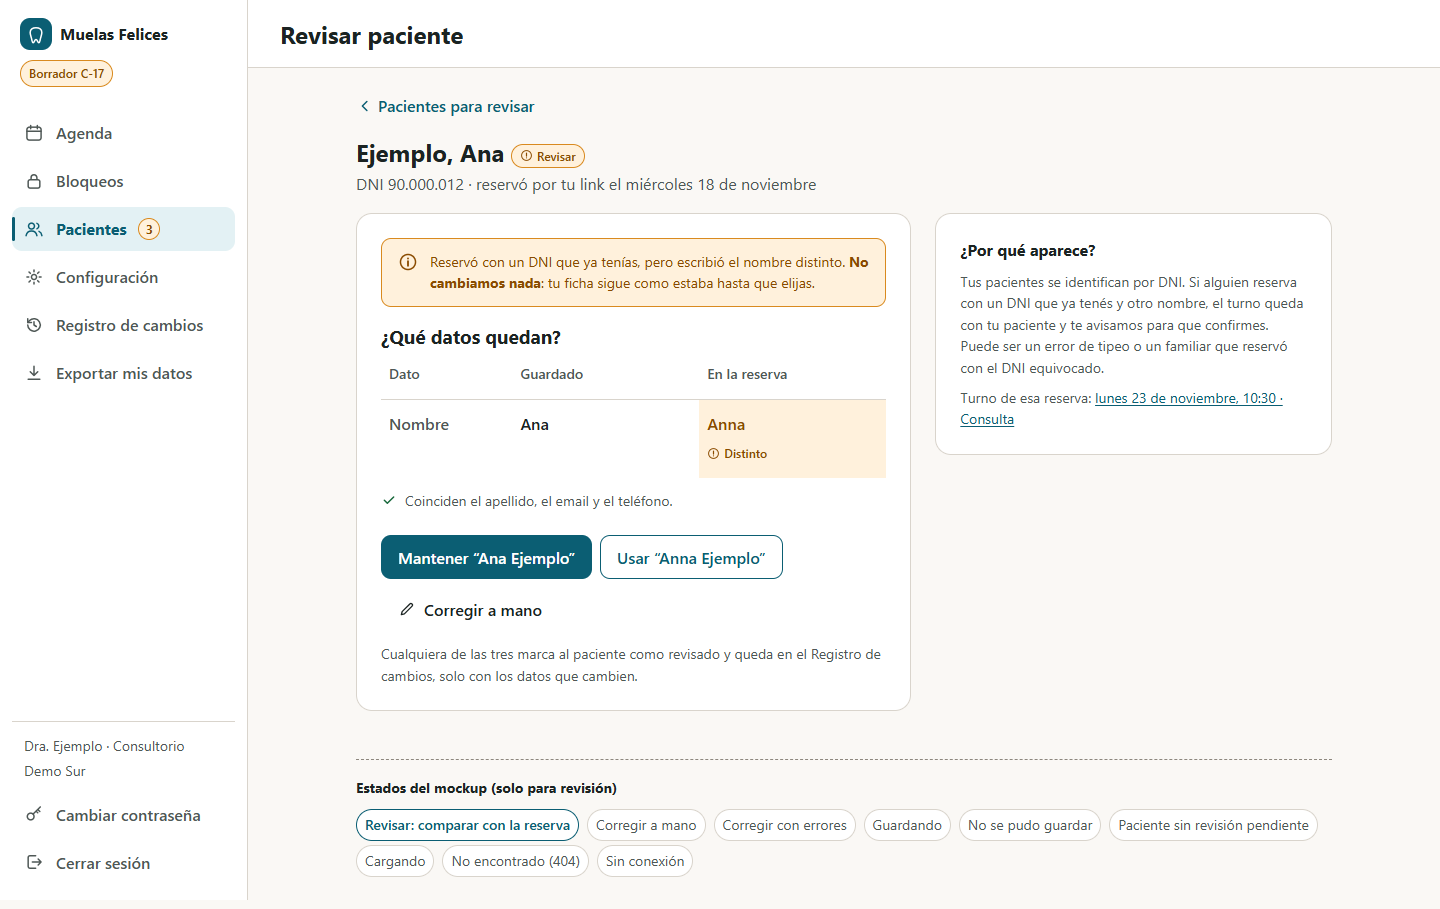 Muelas Felices
Borrador C-17
Agenda
Bloqueos
Pacientes 3
Configuración
Registro de cambios
Exportar mis datos
Dra. Ejemplo · Consultorio
Demo Sur
Cambiar contraseña
Cerrar sesión
Revisar paciente
Pacientes para revisar
Ejemplo, Ana Revisar
DNI 90.000.012 · reservó por tu link el miércoles 18 de noviembre
Reservó con un DNI que ya tenías, pero escribió el nombre distinto. No
cambiamos nada: tu ficha sigue como estaba hasta que elijas.
¿Qué datos quedan?
Dato Guardado En la reserva
Nombre Ana Anna
Distinto
Coinciden el apellido, el email y el teléfono.
Mantener “Ana Ejemplo” Usar “Anna Ejemplo”
Corregir a mano
Cualquiera de las tres marca al paciente como revisado y queda en el Registro de
cambios, solo con los datos que cambien.
¿Por qué aparece?
Tus pacientes se identifican por DNI. Si alguien reserva
con un DNI que ya tenés y otro nombre, el turno queda
con tu paciente y te avisamos para que confirmes.
Puede ser un error de tipeo o un familiar que reservó
con el DNI equivocado.
Turno de esa reserva: lunes 23 de noviembre, 10:30 ·
Consulta
Estados del mockup (solo para revisión)
Revisar: comparar con la reserva Corregir a mano Corregir con errores Guardando No se pudo guardar Paciente sin revisión pendiente
Cargando No encontrado (404) Sin conexión